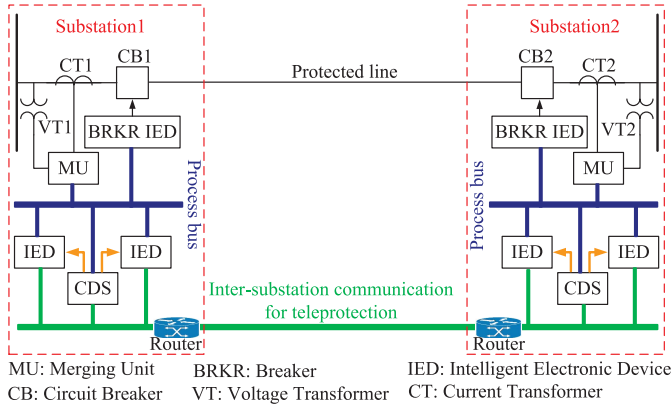 Substation1
Substation2
CT1
CB1
Protected line
CB2
CT2
VT1
BRKR IED
BRKR IED
VT2
MU
MU
Process bus
Process bus
IED
IED
IED
IED
CDS
CDS
Inter-substation communication
for teleprotection
Router
Router
MU: Merging Unit
BRKR: Breaker
IED: Intelligent Electronic Device
CB: Circuit Breaker
VT: Voltage Transformer
CT: Current Transformer